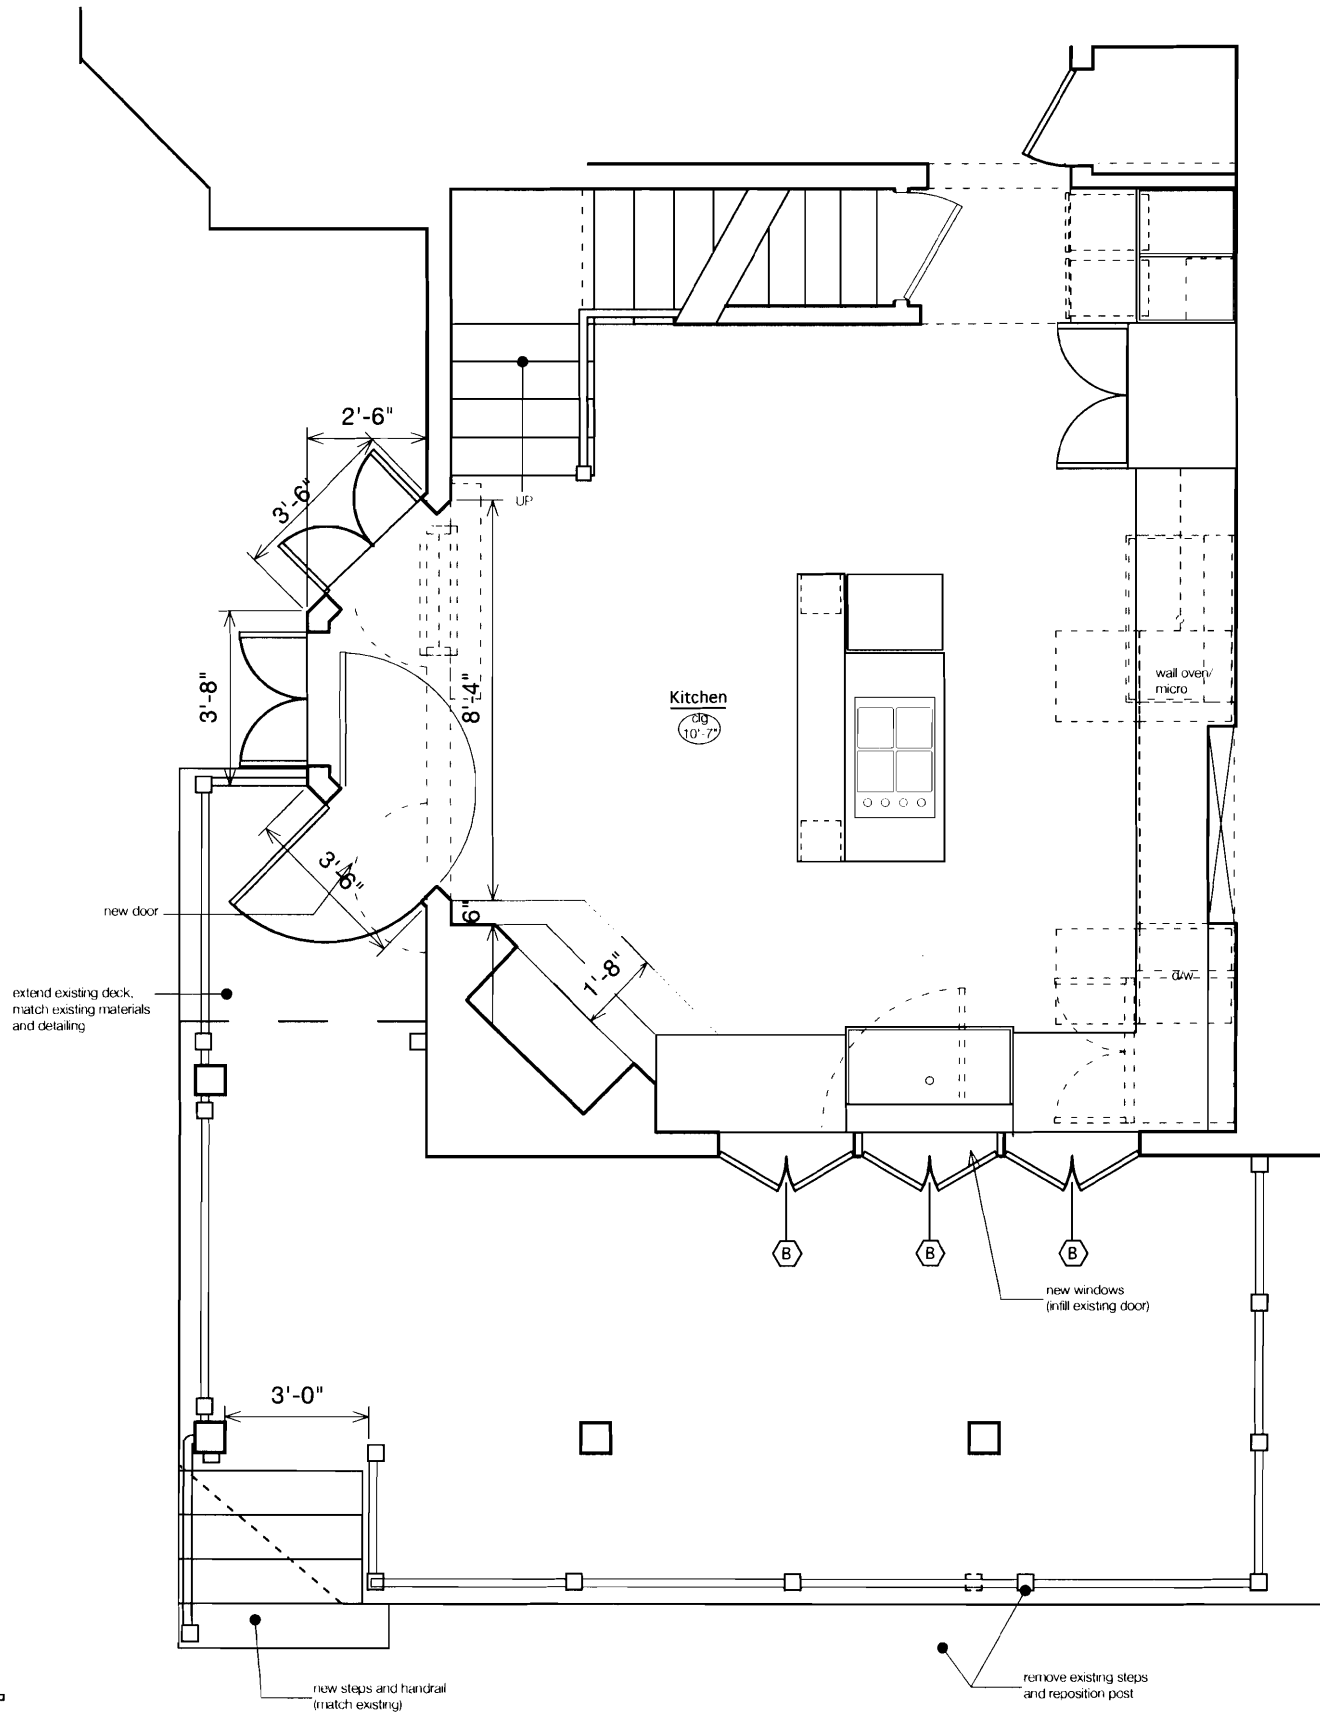 2'-6"
3'-6"
UP
3'-8"
8'-4"
Kitchen
clg
10'-7"
wall oven/
micro
3'-6"
new door
6"
1'-8"
d/w
extend existing deck,
match existing materials
and detailing
B
B
B
new windows
(infill existing door)
3'-0"
new steps and handrail
(match existing)
remove existing steps
and reposition post